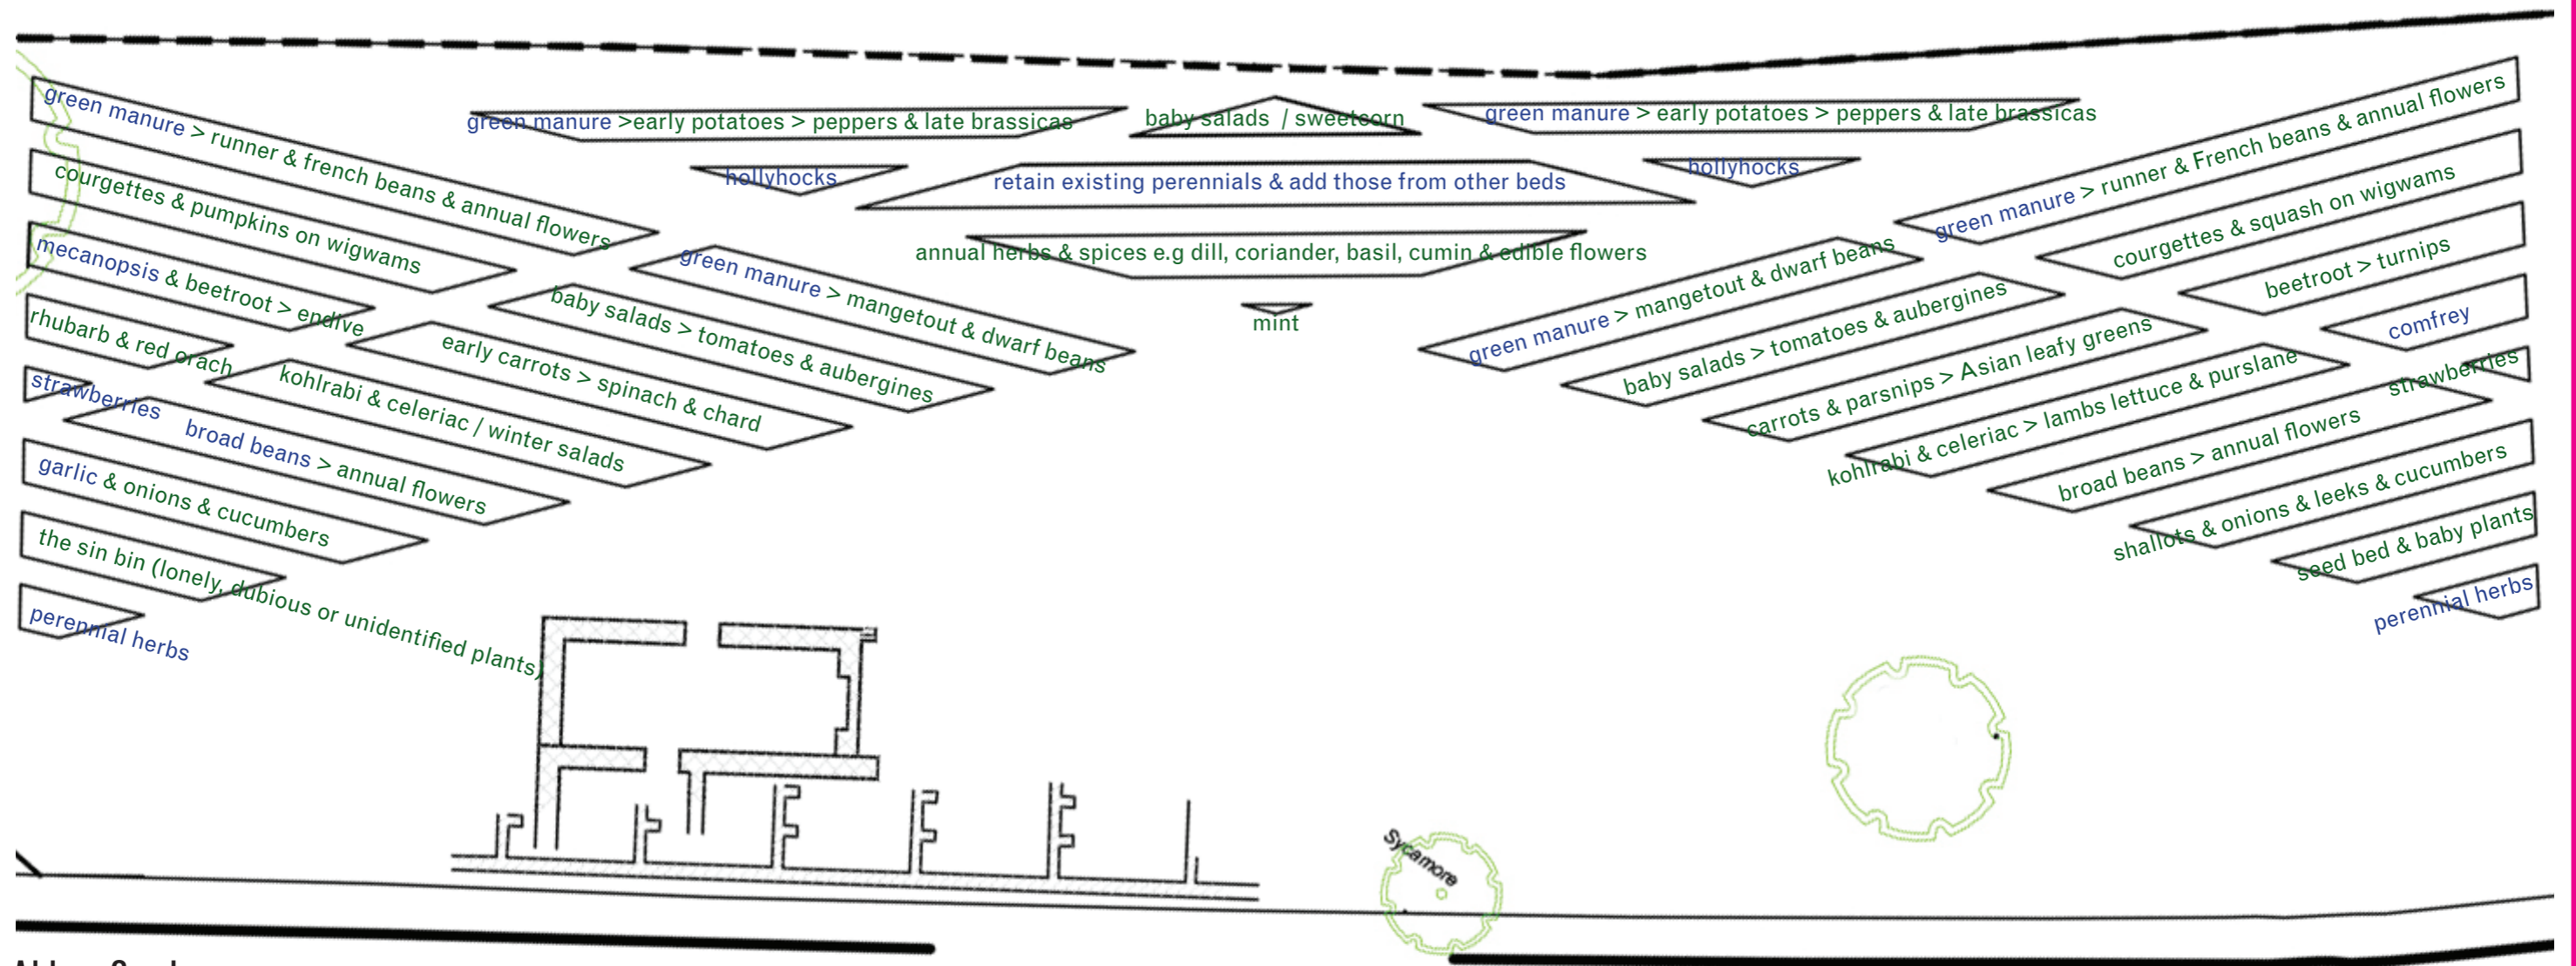 green manure > runner & french beans & annual flowers
courgettes & pumpkins on wigwams
mecanopsis & beetroot > endive
rhubarb & red orach
strawberries
broad beans > annual flowers
garlic & onions & cucumbers
the sin bin (lonely, dubious or unidentified plants)
perennial herbs
green manure > mangetout & dwarf beans
baby salads > tomatoes & aubergines
early carrots > spinach & chard
kohlrabi & celeriac / winter salads
green manure >early potatoes > peppers & late brassicas
baby salads / sweetcorn
green manure > early potatoes > peppers & late brassicas
hollyhocks
retain existing perennials & add those from other beds
hollyhocks
annual herbs & spices e.g dill, coriander, basil, cumin & edible flowers
mint
green manure > runner & French beans & annual flowers
courgettes & squash on wigwams
beetroot > turnips
comfrey
strawberries
green manure > mangetout & dwarf beans
baby salads > tomatoes & aubergines
carrots & parsnips > Asian leafy greens
kohlrabi & celeriac > lambs lettuce & purslane
broad beans > annual flowers
shallots & onions & leeks & cucumbers
seed bed & baby plants
perennial herbs
Sycamore